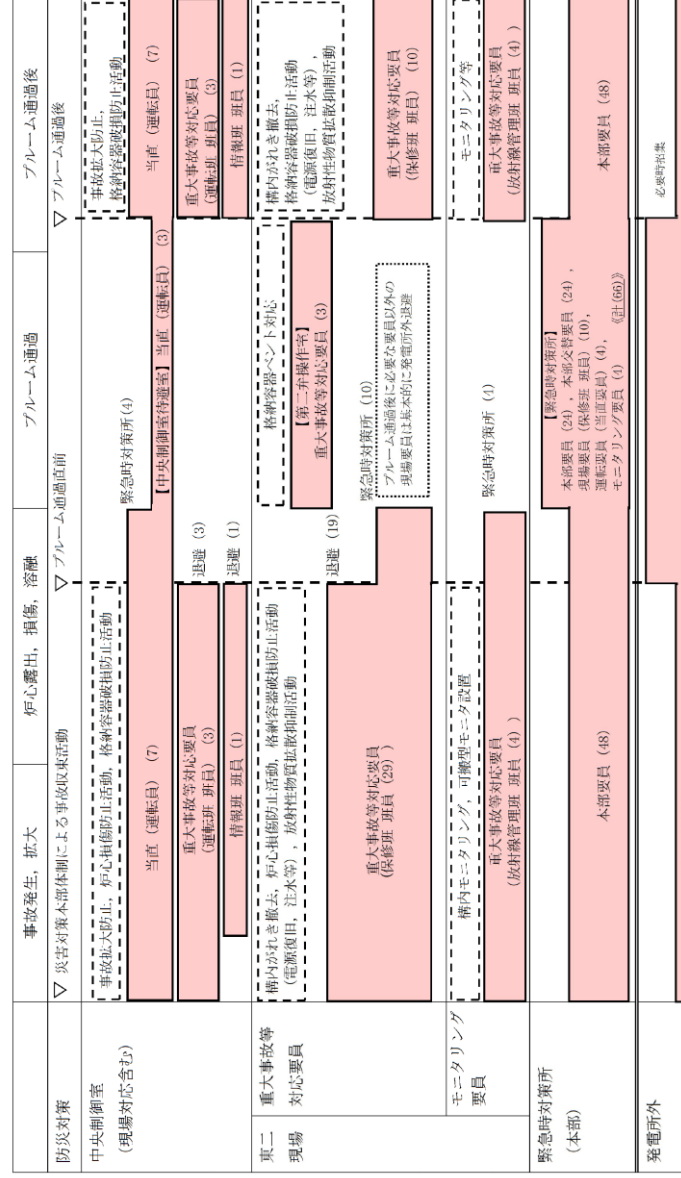 事故発生，拡大
炉心露出，損傷，溶融
プルーム通過
プルーム通過後
防災対策
▽ 災害対策本部体制による事故収束活動
▽ プルーム通過直前
▽ プルーム通過後
中央制御室
(現場対応含む)
事故拡大防止，炉心損傷防止活動，格納容器破損防止活動
当直（運転員）(7)
緊急時対策所(4)
【中央制御室待避室】当直（運転員）(3)
事故拡大防止，
格納容器破損防止活動
当直（運転員）(7)
重大事故等対応要員
(運転班 班員) (3)
退避 (3)
重大事故等対応要員
(運転班 班員) (3)
情報班 班員 (1)
退避 (1)
情報班 班員 (1)
東二
現場
重大事故等
対応要員
構内がれき撤去，炉心損傷防止活動，格納容器破損防止活動
(電源復旧，注水等)，放射性物質拡散抑制活動
格納容器ベント対応
【第二弁操作室】
重大事故等対応要員 (3)
構内がれき撤去，
格納容器破損防止活動
(電源復旧，注水等)，
放射性物質拡散抑制活動
重大事故等対応要員
(保修班 班員 (29))
退避 (19)
緊急時対策所 (10)
プルーム通過後に必要な要員以外の
現場要員は基本的に発電所外退避
重大事故等対応要員
(保修班 班員) (10)
モニタリング
要員
構内モニタリング，可搬型モニタ設置
モニタリング等
重大事故等対応要員
(放射線管理班 班員 (4) )
緊急時対策所 (4)
重大事故等対応要員
(放射線管理班 班員 (4) )
緊急時対策所
(本部)
本部要員 (48)
【緊急時対策所】
本部要員 (24)，本部交替要員 (24)，
現場要員 (保修班 班員) (10)，
運転要員 (当直要員) (4)，
モニタリング要員 (4)
《計(66)》
本部要員 (48)
発電所外
必要時招集